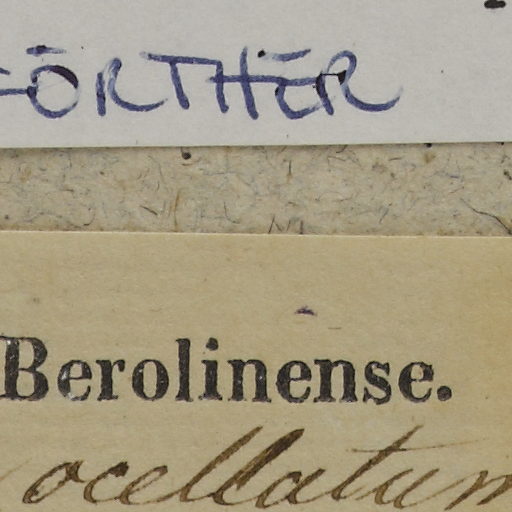 FÖRTHER
Berolinense.
ocellatum